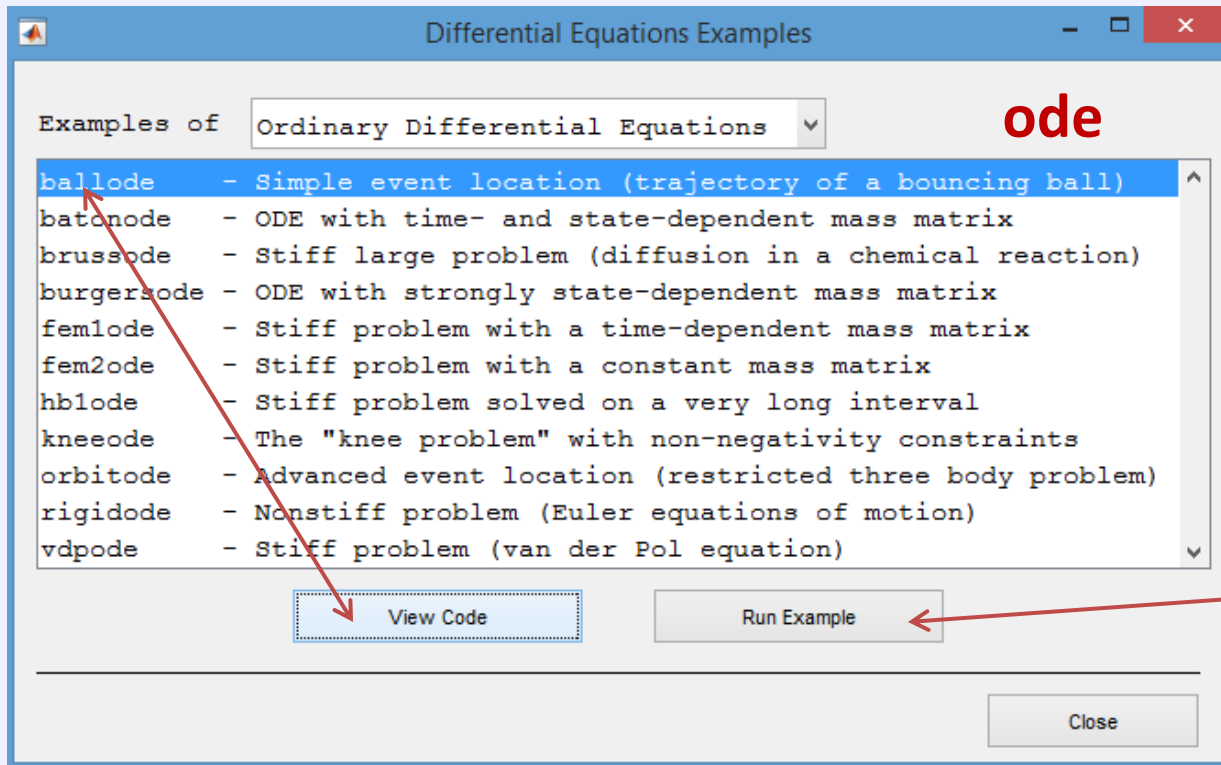 Differential Equations Examples
Examples of Ordinary Differential Equations ode
ballode - Simple event location (trajectory of a bouncing ball)
batonode - ODE with time- and state-dependent mass matrix
brussode - Stiff large problem (diffusion in a chemical reaction)
burgersode - ODE with strongly state-dependent mass matrix
fem1ode - Stiff problem with a time-dependent mass matrix
fem2ode - Stiff problem with a constant mass matrix
hb1ode - Stiff problem solved on a very long interval
kneeode - The "knee problem" with non-negativity constraints
orbitode - Advanced event location (restricted three body problem)
rigidode - Nonstiff problem (Euler equations of motion)
vdpode - Stiff problem (van der Pol equation)
View Code Run Example
Close